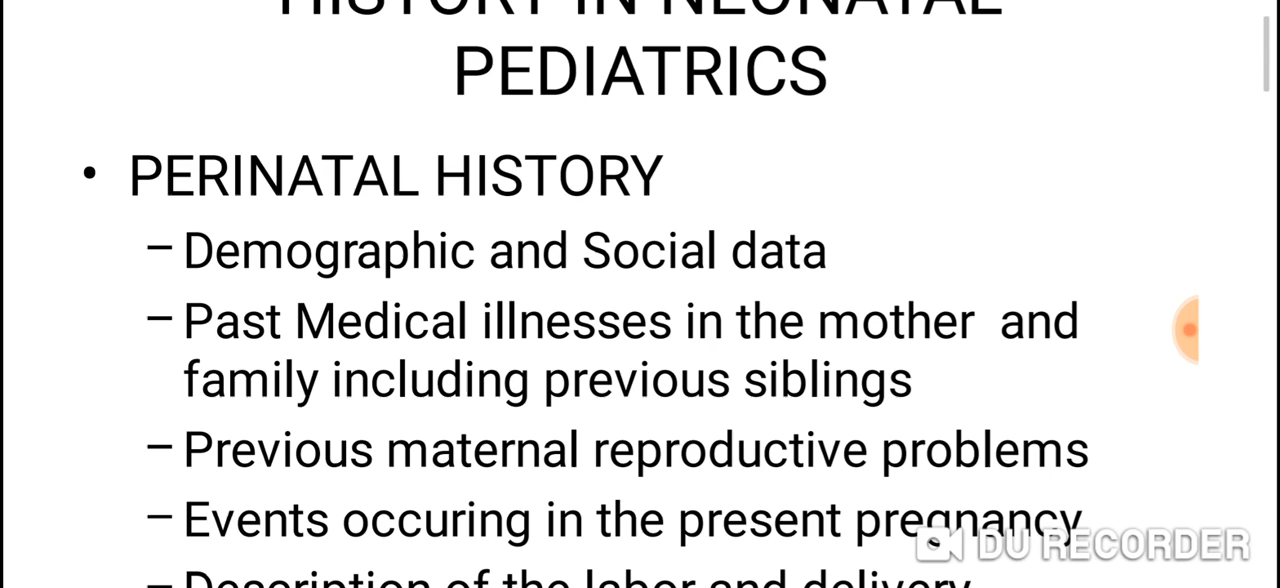 HISTORY IN NEONATAL
PEDIATRICS
• PERINATAL HISTORY
– Demographic and Social data
– Past Medical illnesses in the mother and
family including previous siblings
– Previous maternal reproductive problems
– Events occuring in the present pregnancy
DU RECORDER
– Description of the labor and delivery